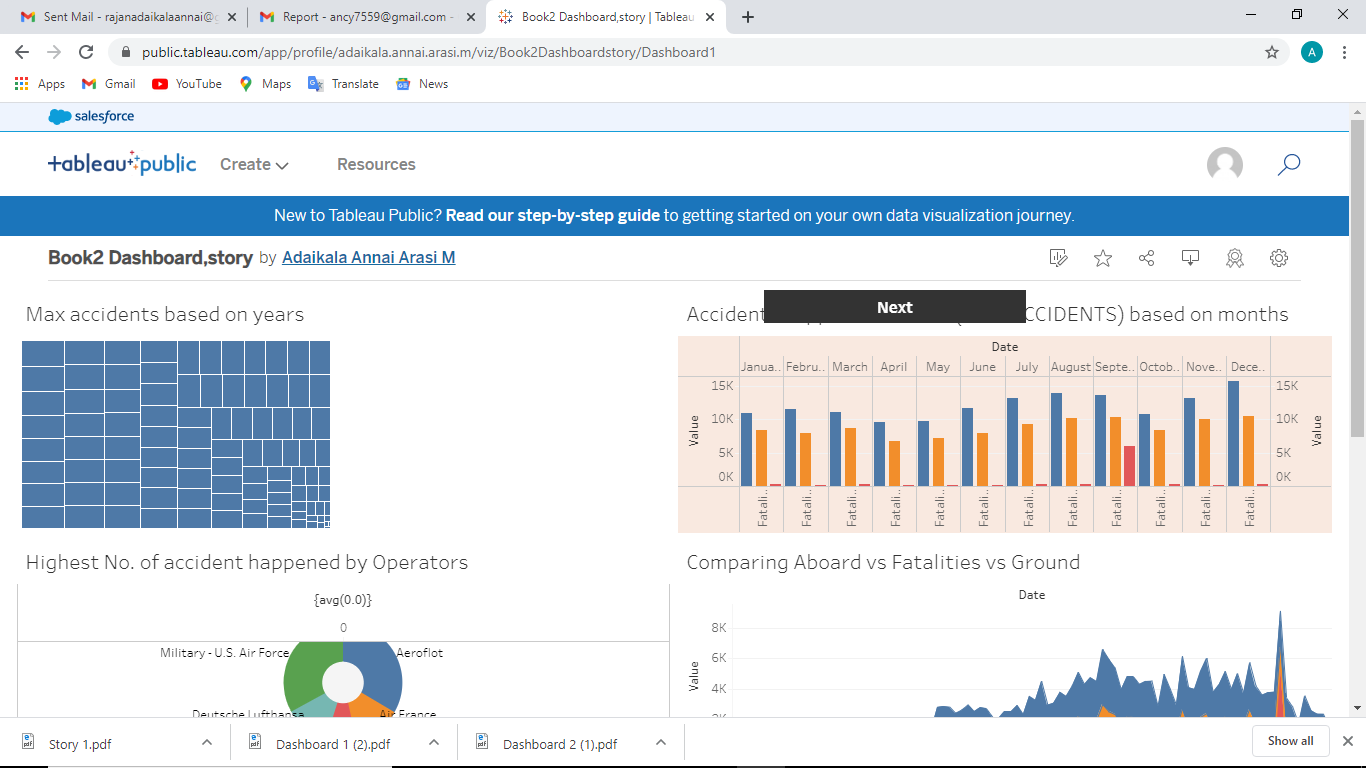 Sent Mail - rajanadaikalaannai@g
Report - ancy7559@gmail.com -
Book2 Dashboard,story | Tableau
public.tableau.com/app/profile/adaikala.annai.arasi.m/viz/Book2Dashboardstory/Dashboard1
A
Apps Gmail YouTube Maps Translate News
salesforce
tableau public Create Resources
New to Tableau Public? Read our step-by-step guide to getting started on your own data visualization journey.
Book2 Dashboard,story by Adaikala Annai Arasi M
Max accidents based on years
Accident
Next
CCIDENTS) based on months
Date
Janua.. Febru.. March April May June July August Septe.. Octob.. Nove.. Dece..
15K 15K
10K 10K
5K 5K
0K 0K
Value Value
Fatali.. Fatali.. Fatali.. Fatali.. Fatali.. Fatali.. Fatali.. Fatali.. Fatali.. Fatali.. Fatali.. Fatali..
Highest No. of accident happened by Operators
{avg(0.0)}
0
Military - U.S. Air Force Aeroflot
Deutsche Lufthansa Air France
Comparing Aboard vs Fatalities vs Ground
Date
8K
6K
4K
2K
Value
Story 1.pdf
Dashboard 1 (2).pdf
Dashboard 2 (1).pdf
Show all